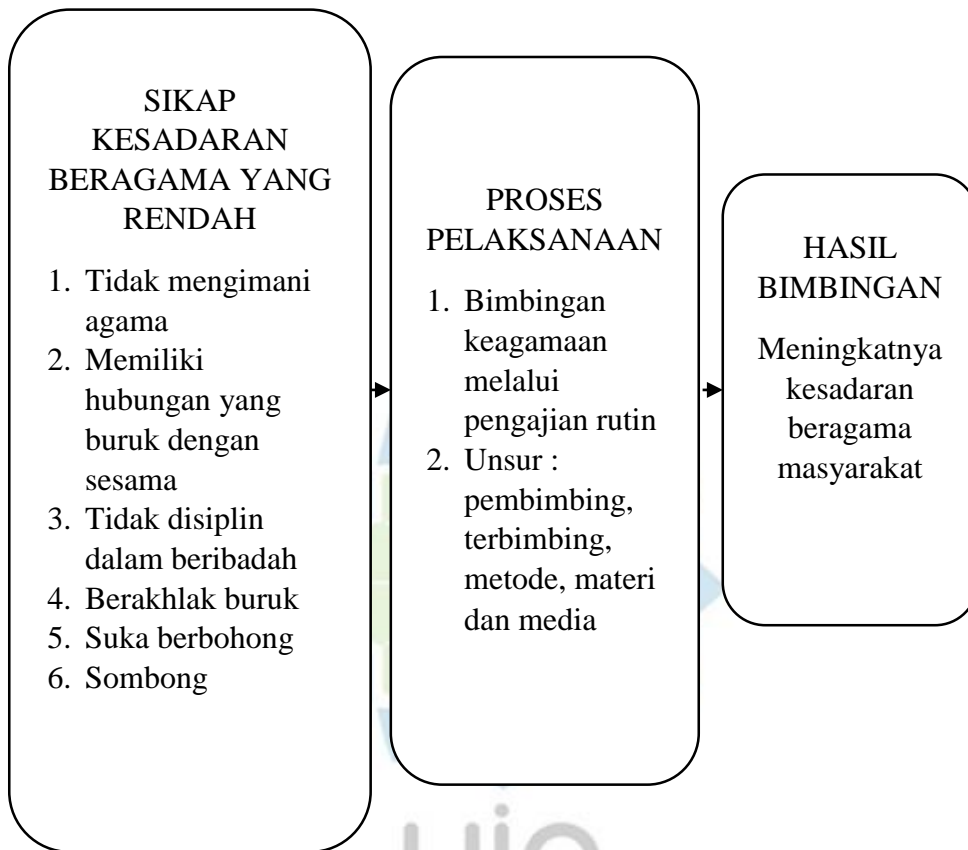 SIKAP
KESADARAN
BERAGAMA YANG
RENDAH
1. Tidak mengimani
agama
2. Memiliki
hubungan yang
buruk dengan
sesama
3. Tidak disiplin
dalam beribadah
4. Berakhlak buruk
5. Suka berbohong
6. Sombong
PROSES
PELAKSANAAN
1. Bimbingan
keagamaan
melalui
pengajian rutin
2. Unsur :
pembimbing,
terbimbing,
metode, materi
dan media
HASIL
BIMBINGAN
Meningkatnya
kesadaran
beragama
masyarakat